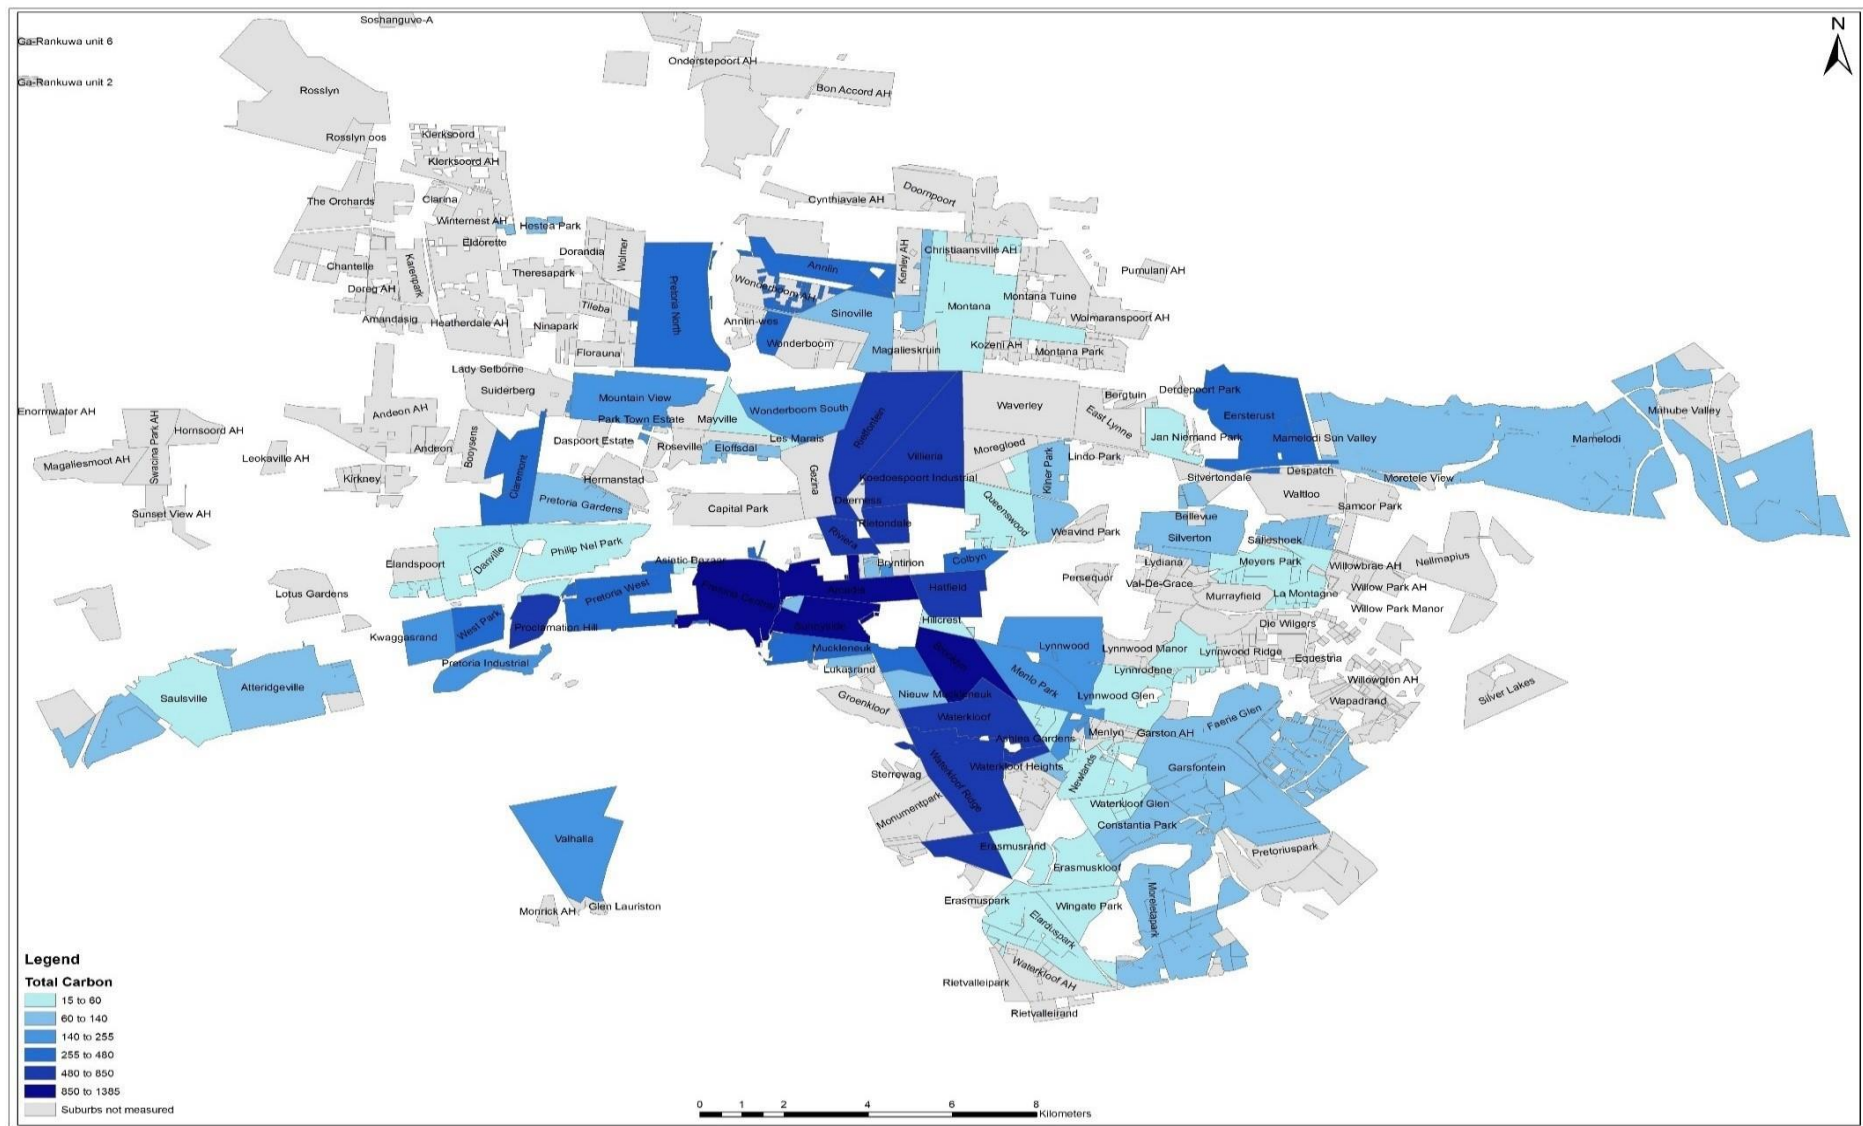 Soshanguve-A
N
Ga-Rankuwa unit 6
Onderstepoort AH
Ga-Rankuwa unit 2
Rosslyn
Bon Accord AH
Rosslyn oos
Klerksoord
Klerksoord AH
The Orchards
Clarina
Cynthiavale AH
Doornpoort
Winternest AH
Hestea Park
Eldorette
Dorandia
Wolmer
Kenley AH
Christiaansville AH
Chantelle
Karenpark
Theresapark
Annlin
Pumulani AH
Doreg AH
Wonderboom AH
Pretoria North
Montana
Montana Tuine
Tileba
Sinoville
Wolmaranspoort AH
Amandasig
Heatherdale AH
Ninapark
Annlin-wes
Wonderboom
Magalieskruin
Kozeni AH
Montana Park
Florauna
Lady Selborne
Suiderberg
Derdepoort Park
Bergtuin
Mountain View
Enormwater AH
Andeon AH
Wonderboom South
Waverley
Mahube Valley
Park Town Estate
Mayville
Rietfontein
East Lynne
Eersterust
Hornsoord AH
Swacina Park AH
Daspoort Estate
Les Marais
Jan Niemand Park
Mamelodi Sun Valley
Mamelodi
Andeon
Booysens
Roseville
Eloffsdal
Moregloed
Magaliesmoot AH
Leokaville AH
Villieria
Kilner Park
Lindo Park
Despatch
Kirkney
Claremont
Hermanstad
Gezina
Koedoespoort Industrial
Silvertondale
Moretele View
Pretoria Gardens
Deerness
Queenswood
Waltloo
Capital Park
Samcor Park
Sunset View AH
Rietondale
Weavind Park
Bellevue
Riviera
Silverton
Salieshoek
Danville
Philip Nel Park
Elandspoort
Asiatic Bazaar
Bryntirion
Colbyn
Lydiana
Meyers Park
Willowbrae AH
Nellmapius
Lotus Gardens
Pretoria West
Pretoria Central
Arcadia
Hatfield
Persequor
Val-De-Grace
Willow Park AH
Murrayfield
La Montagne
Willow Park Manor
Kwaggasrand
West Park
Proclamation Hill
Sunnyside
Hillcrest
Die Wilgers
Pretoria Industrial
Muckleneuk
Lynnwood
Lynnwood Manor
Lynnwood Ridge
Equestria
Brooklyn
Lukasrand
Menlo Park
Lynnrodene
Willowglen AH
Saulsville
Atteridgeville
Nieuw Muckleneuk
Lynnwood Glen
Silver Lakes
Groenkloof
Wapadrand
Waterkloof
Faerie Glen
Ashlea Gardens
Menlyn
Garston AH
Waterkloof Heights
Newlands
Garsfontein
Sterrewag
Waterkloof Ridge
Monumentpark
Waterkloof Glen
Constantia Park
Valhalla
Erasmusrand
Pretoriuspark
Erasmuskloof
Moreletapark
Erasmuspark
Wingate Park
Monrick AH
Glen Lauriston
Elarduspark
Waterkloof AH
Rietvalleipark
Rietvalleirand
Legend
Total Carbon
15 to 60
60 to 140
140 to 255
255 to 480
480 to 850
850 to 1385
Suburbs not measured
0 1 2 4 6 8
Kilometers